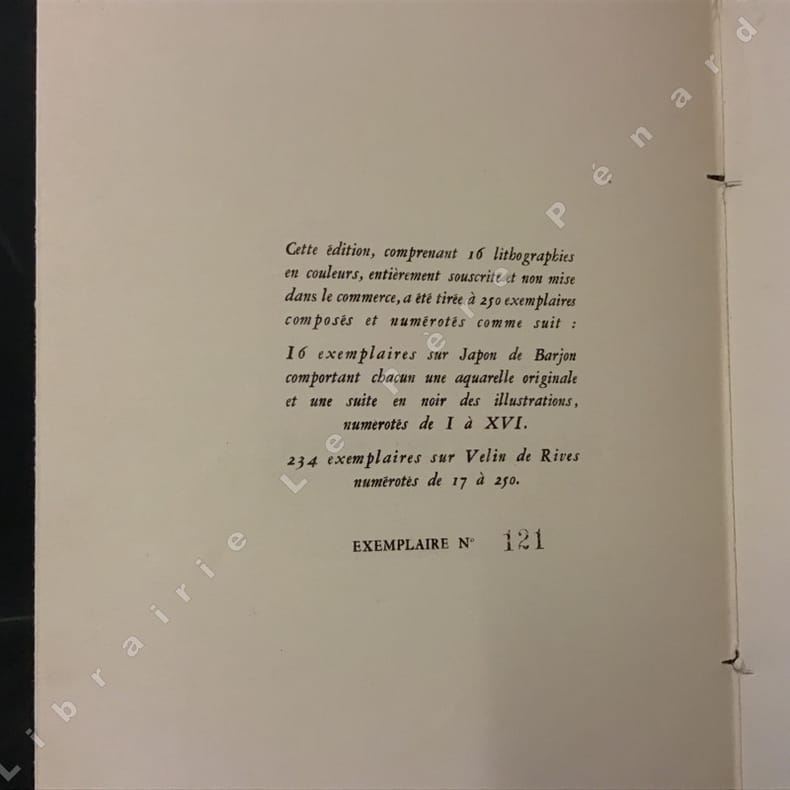 Cette édition, comprenant 16 lithographies
en couleurs, entièrement souscrite et non mise
dans le commerce, a été tirée à 250 exemplaires
composés et numérotés comme suit :
16 exemplaires sur Japon de Barjon
comportant chacun une aquarelle originale
et une suite en noir des illustrations,
numérotés de I à XVI.
234 exemplaires sur Velin de Rives
numérotés de 17 à 250.
EXEMPLAIRE N° 121
Librairie Le Père Pénard